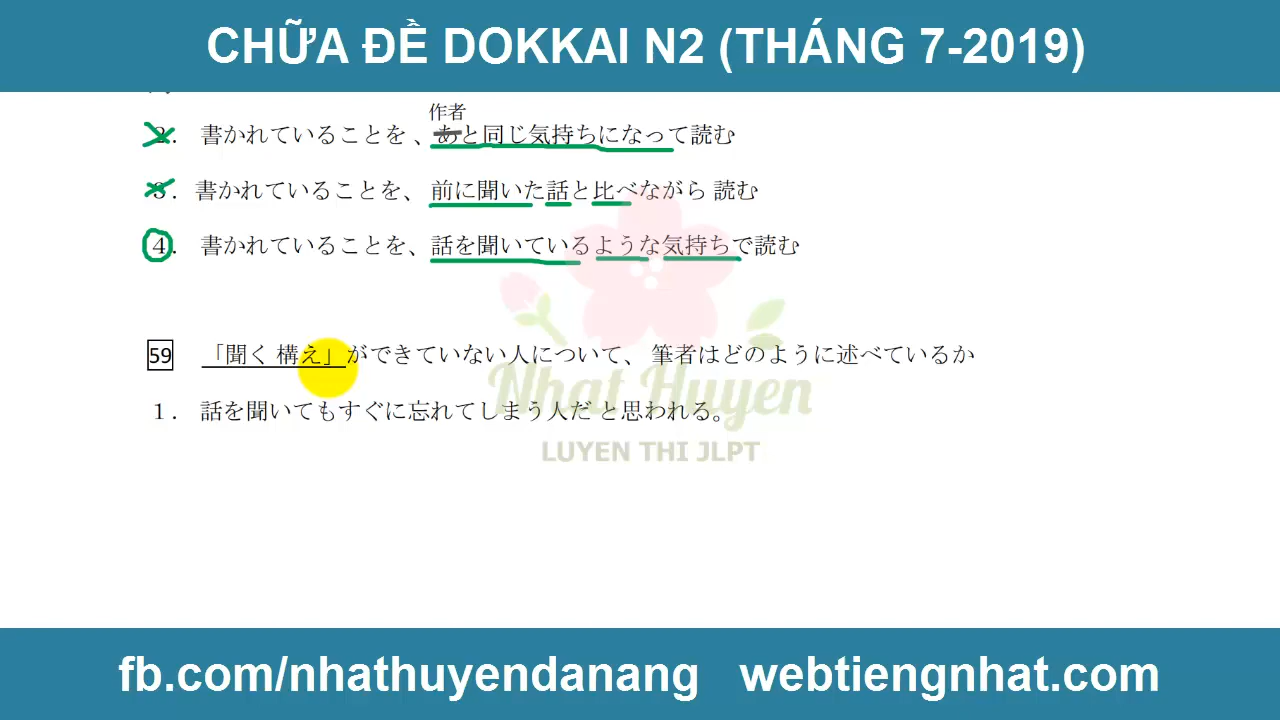 CHỮA ĐỀ DOKKAI N2 (THÁNG 7-2019)
作者
2. 書かれていることを、あと同じ気持ちになって読む
3. 書かれていることを、前に聞いた話と比べながら 読む
4. 書かれていることを、話を聞いているような気持ちで読む
59 「聞く 構え」ができていない人について、 筆者はどのように述べているか
Nhat Huyen
1. 話を聞いてもすぐに忘れてしまう人だ と思われる。
LUYEN THI JLPT
fb.com/nhathuyendanang webtiengnhat.com